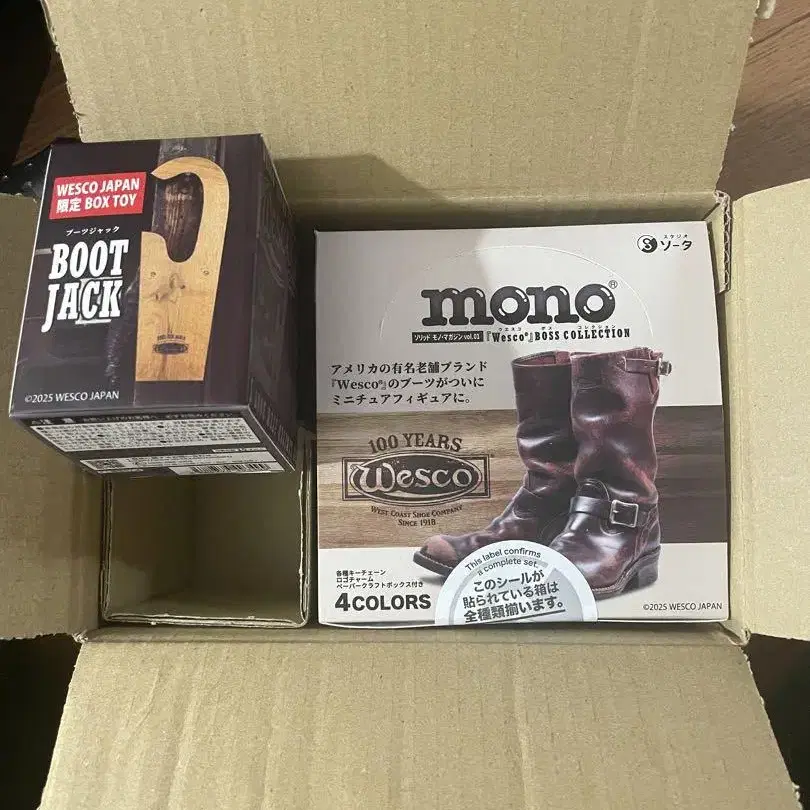 WESCO JAPAN
限定 BOX TOY
ブーツジャック
BOOT
JACK
©2025 WESCO JAPAN
スタジオ
ソータ
mono®
ソリッド モノ・マガジン vol.01
ウエスコ ボス コレクション
『Wesco®』BOSS COLLECTION
アメリカの有名老舗ブランド
『Wesco®』のブーツがついに
ミニチュアフィギュアに。
100 YEARS
Wesco
WEST COAST SHOE COMPANY
SINCE 1918
各種キーチェーン
ロゴチャーム
ペーパークラフトボックス付き
4COLORS
This label confirms
a complete set.
このシールが
貼られている箱は
全種類揃います。
©2025 WESCO JAPAN